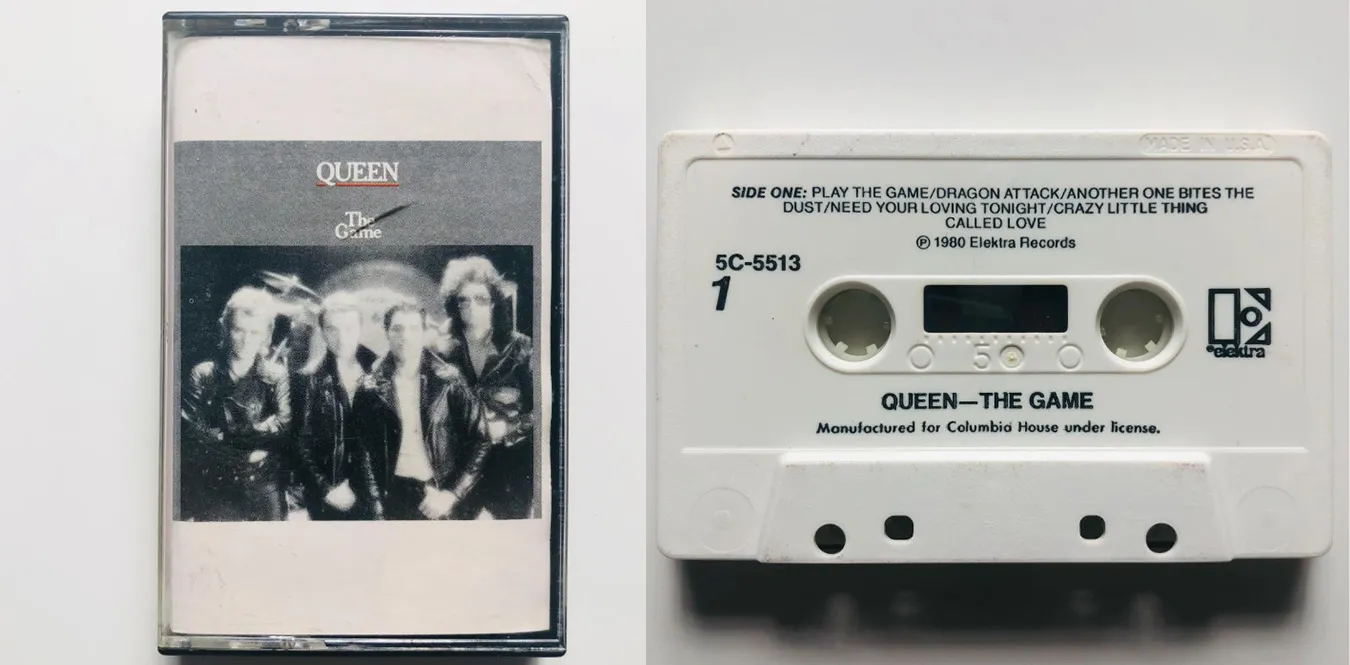 QUEEN
The
Game
MADE IN U.S.A.
SIDE ONE: PLAY THE GAME/DRAGON ATTACK/ANOTHER ONE BITES THE
DUST/NEED YOUR LOVING TONIGHT/CRAZY LITTLE THING
CALLED LOVE
℗ 1980 Elektra Records
5C-5513
1
5
elektra
QUEEN—THE GAME
Manufactured for Columbia House under license.